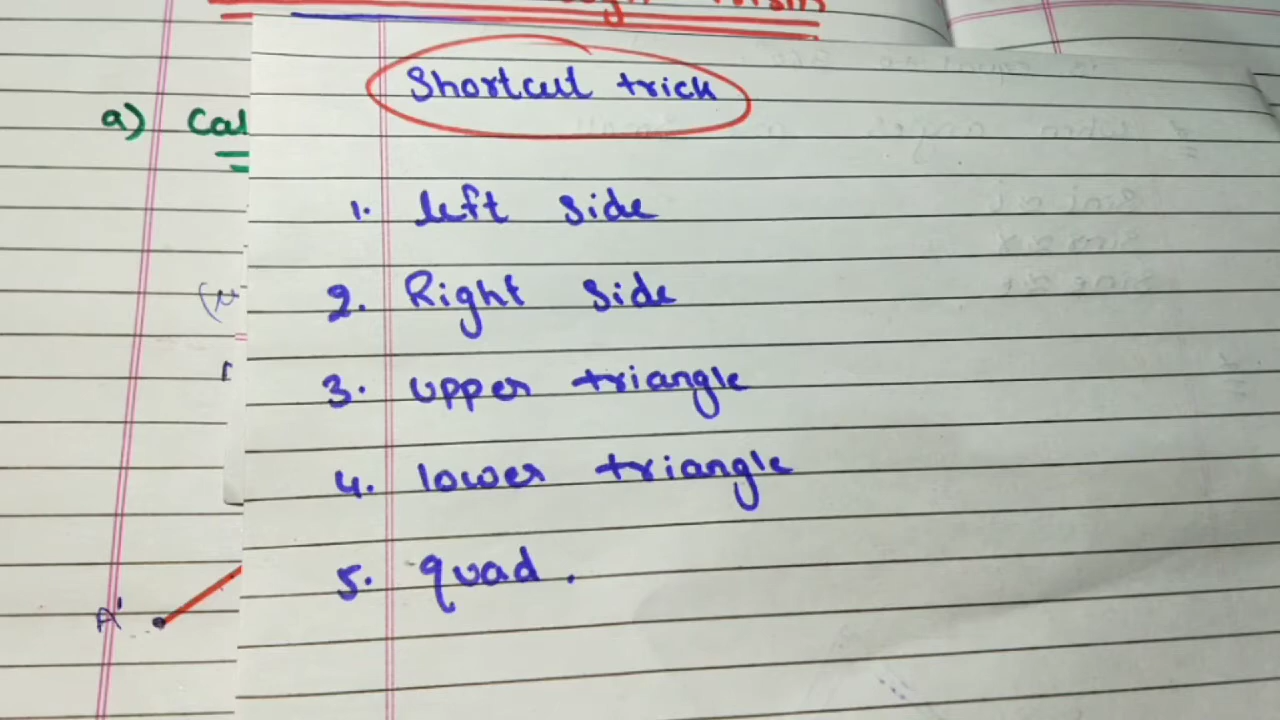 Shortcut trick
a) Cal
1. left side
2. Right side
3. upper triangle
4. lower triangle
5. quad.
A'